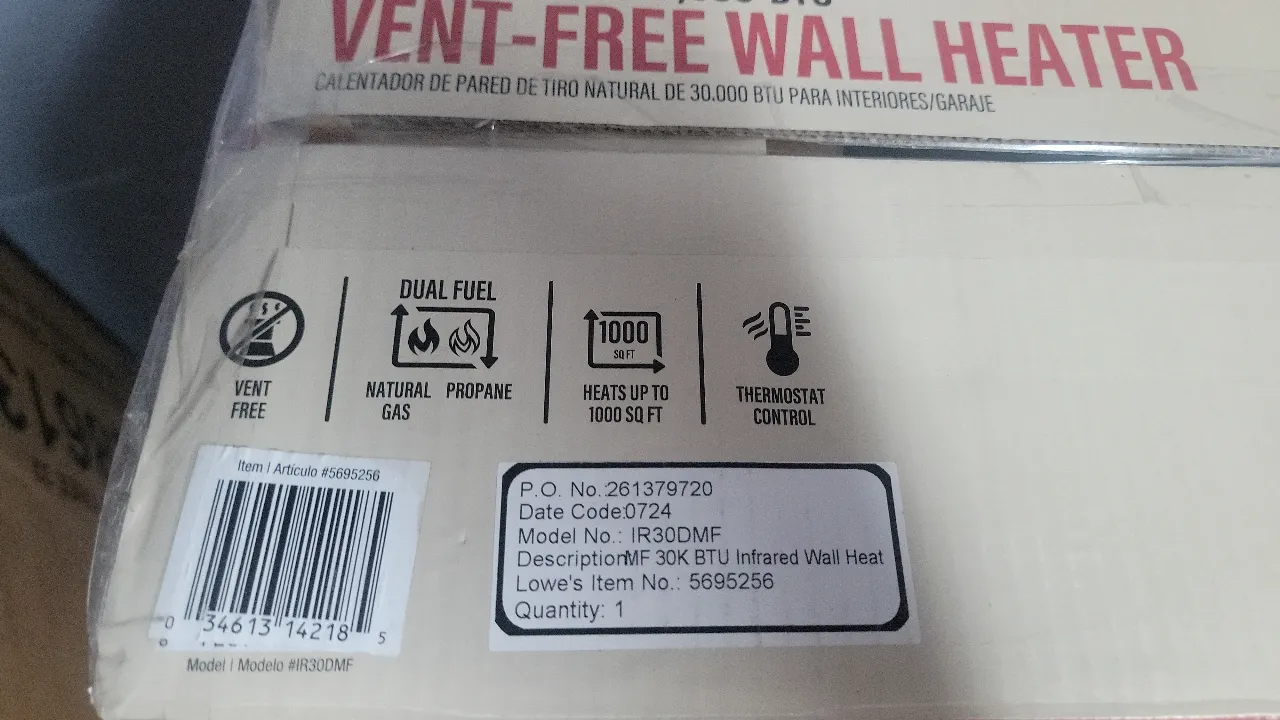 VENT-FREE WALL HEATER
CALENTADOR DE PARED DE TIRO NATURAL DE 30.000 BTU PARA INTERIORES/GARAJE
DUAL FUEL
1000
SQ FT
VENT
FREE
NATURAL
GAS
PROPANE
HEATS UP TO
1000 SQ FT
THERMOSTAT
CONTROL
Item | Artículo #5695256
0 34613 14218 5
Model | Modelo #IR30DMF
P.O. No.:261379720
Date Code:0724
Model No.: IR30DMF
DescriptionMF 30K BTU Infrared Wall Heat
Lowe's Item No.: 5695256
Quantity: 1